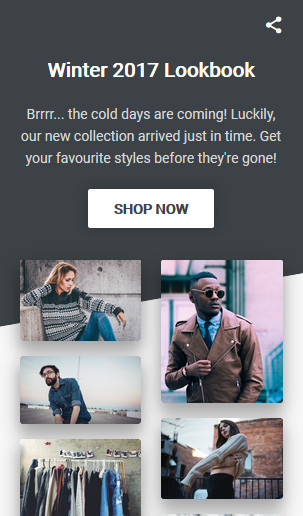 Winter 2017 Lookbook
Brrrr... the cold days are coming! Luckily,
our new collection arrived just in time. Get
your favourite styles before they're gone!
SHOP NOW